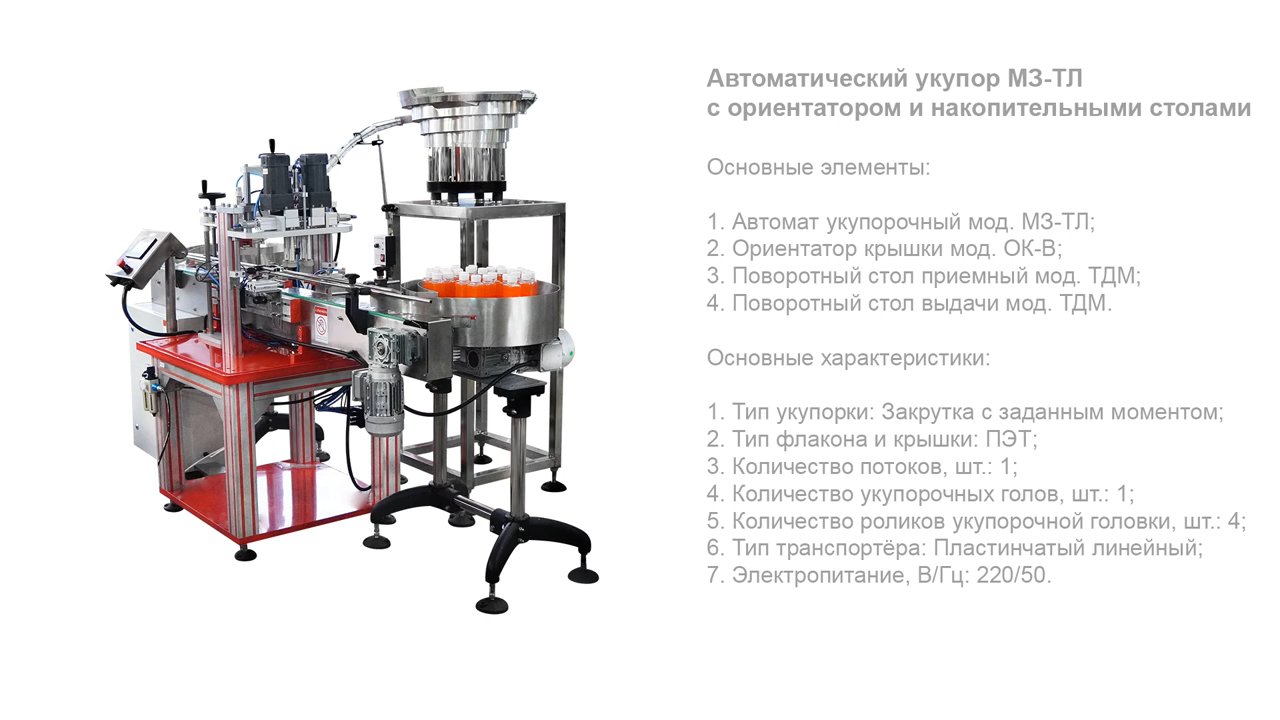 Автоматический укупор МЗ-ТЛ
с ориентатором и накопительными столами
Основные элементы:
1. Автомат укупорочный мод. МЗ-ТЛ;
2. Ориентатор крышки мод. ОК-В;
3. Поворотный стол приемный мод. ТДМ;
4. Поворотный стол выдачи мод. ТДМ.
Основные характеристики:
1. Тип укупорки: Закрутка с заданным моментом;
2. Тип флакона и крышки: ПЭТ;
3. Количество потоков, шт.: 1;
4. Количество укупорочных голов, шт.: 1;
5. Количество роликов укупорочной головки, шт.: 4;
6. Тип транспортёра: Пластинчатый линейный;
7. Электропитание, В/Гц: 220/50.